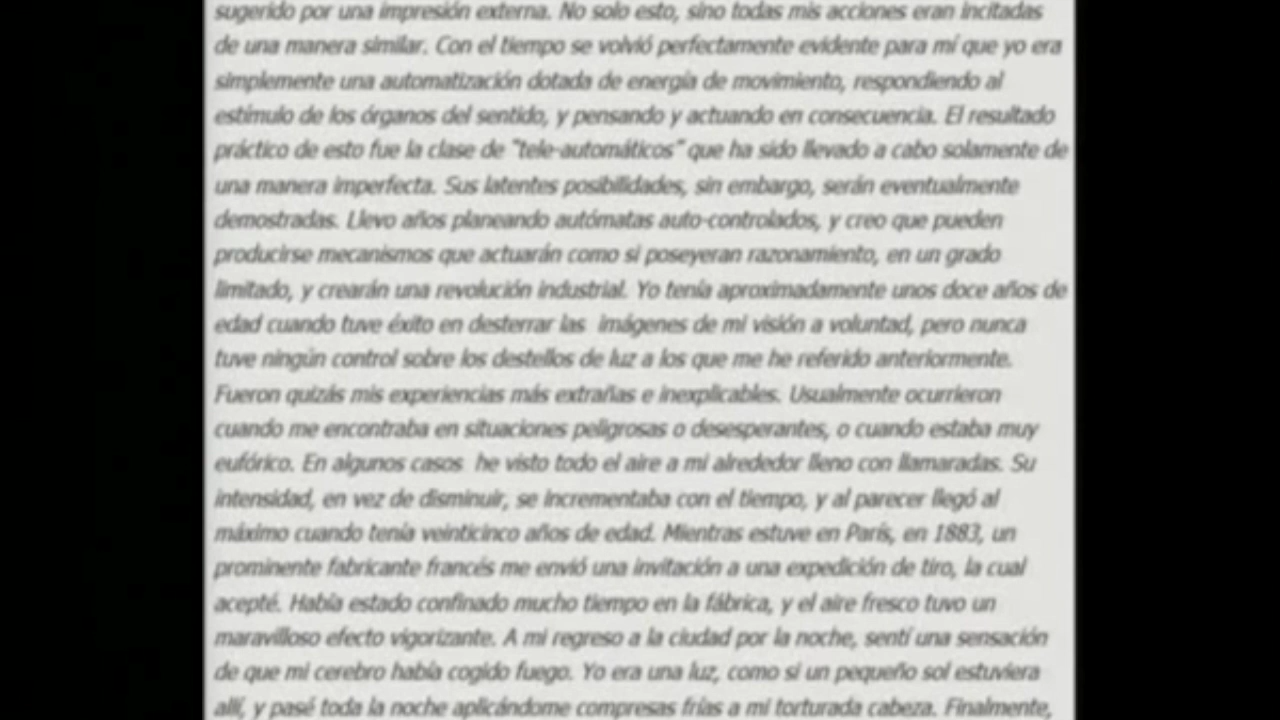 sugerido por una impresión externa. No solo esto, sino todas mis acciones eran incitadas
de una manera similar. Con el tiempo se volvió perfectamente evidente para mí que yo era
simplemente una automatización dotada de energía de movimiento, respondiendo al
estímulo de los órganos del sentido, y pensando y actuando en consecuencia. El resultado
práctico de esto fue la clase de "tele-automáticos" que ha sido llevado a cabo solamente de
una manera imperfecta. Sus latentes posibilidades, sin embargo, serán eventualmente
demostradas. Llevo años planeando autómatas auto-controlados, y creo que pueden
producirse mecanismos que actuarán como si poseyeran razonamiento, en un grado
limitado, y crearán una revolución industrial. Yo tenía aproximadamente unos doce años de
edad cuando tuve éxito en desterrar las imágenes de mi visión a voluntad, pero nunca
tuve ningún control sobre los destellos de luz a los que me he referido anteriormente.
Fueron quizás mis experiencias más extrañas e inexplicables. Usualmente ocurrieron
cuando me encontraba en situaciones peligrosas o desesperantes, o cuando estaba muy
eufórico. En algunos casos he visto todo el aire a mi alrededor lleno con llamaradas. Su
intensidad, en vez de disminuir, se incrementaba con el tiempo, y al parecer llegó al
máximo cuando tenía veinticinco años de edad. Mientras estuve en París, en 1883, un
prominente fabricante francés me envió una invitación a una expedición de tiro, la cual
acepté. Había estado confinado mucho tiempo en la fábrica, y el aire fresco tuvo un
maravilloso efecto vigorizante. A mi regreso a la ciudad por la noche, sentí una sensación
de que mi cerebro había cogido fuego. Yo era una luz, como si un pequeño sol estuviera
allí, y pasé toda la noche aplicándome compresas frías a mi torturada cabeza. Finalmente,